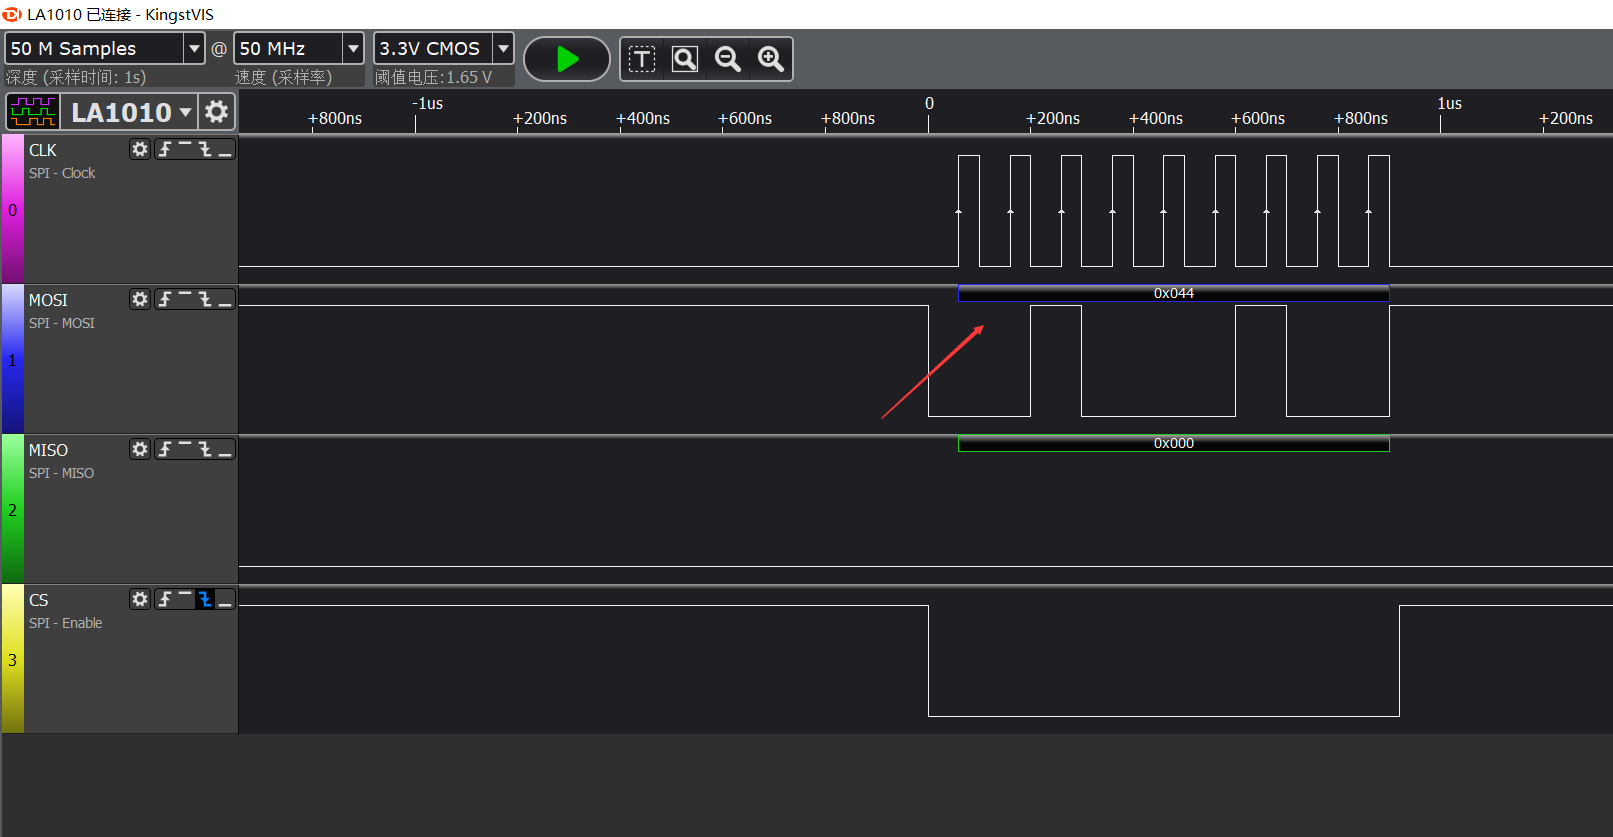 LA1010 已连接 - KingstVIS
50 M Samples @ 50 MHz 3.3V CMOS
深度 (采样时间: 1s) 速度 (采样率) 阈值电压:1.65 V
T
LA1010
-1us 0 1us
+800ns +200ns +400ns +600ns +800ns +200ns +400ns +600ns +800ns +200ns
0
CLK
SPI - Clock
1
MOSI
SPI - MOSI
0x044
2
MISO
SPI - MISO
0x000
3
CS
SPI - Enable